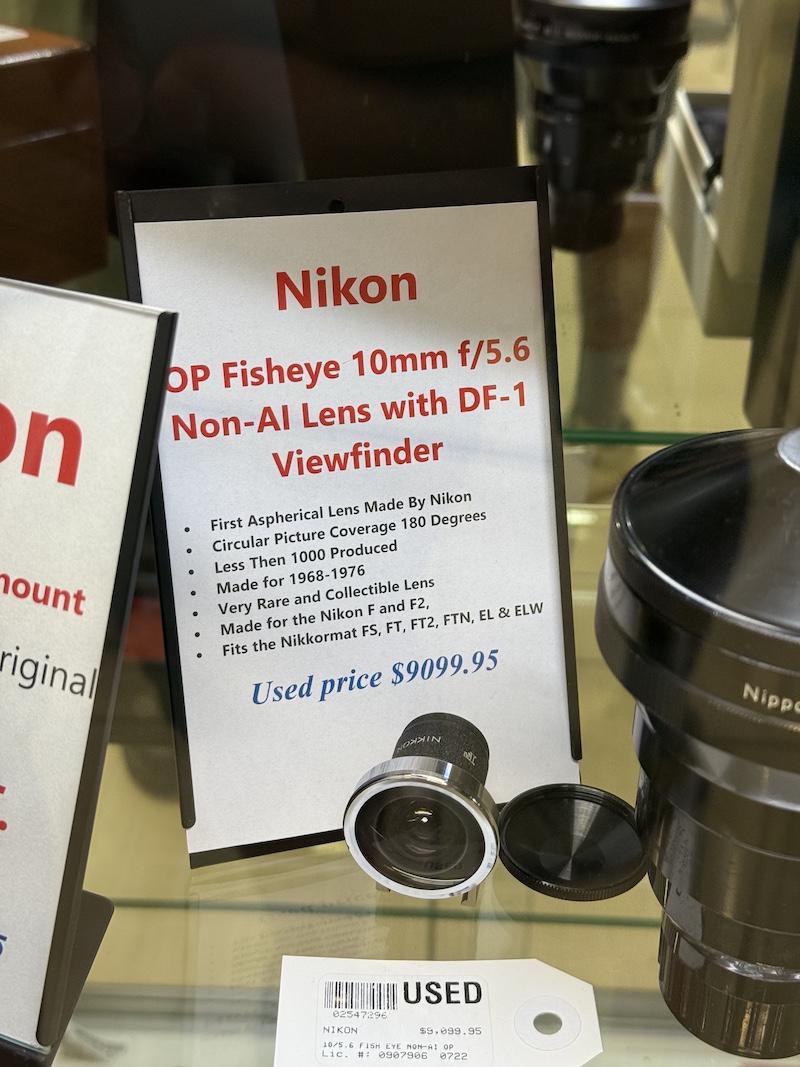 Nikon
OP Fisheye 10mm f/5.6
Non-AI Lens with DF-1
Viewfinder
• First Aspherical Lens Made By Nikon
• Circular Picture Coverage 180 Degrees
• Less Then 1000 Produced
• Made for 1968-1976
• Very Rare and Collectible Lens
• Made for the Nikon F and F2,
• Fits the Nikkormat FS, FT, FT2, FTN, EL & ELW
Used price $9099.95
on
mount
riginal
NIKKOR
Nippo
USED
02547296
NIKON $9,099.95
10/5.6 FISH EYE NON-AI OP
Lic. #: 0907906 0722